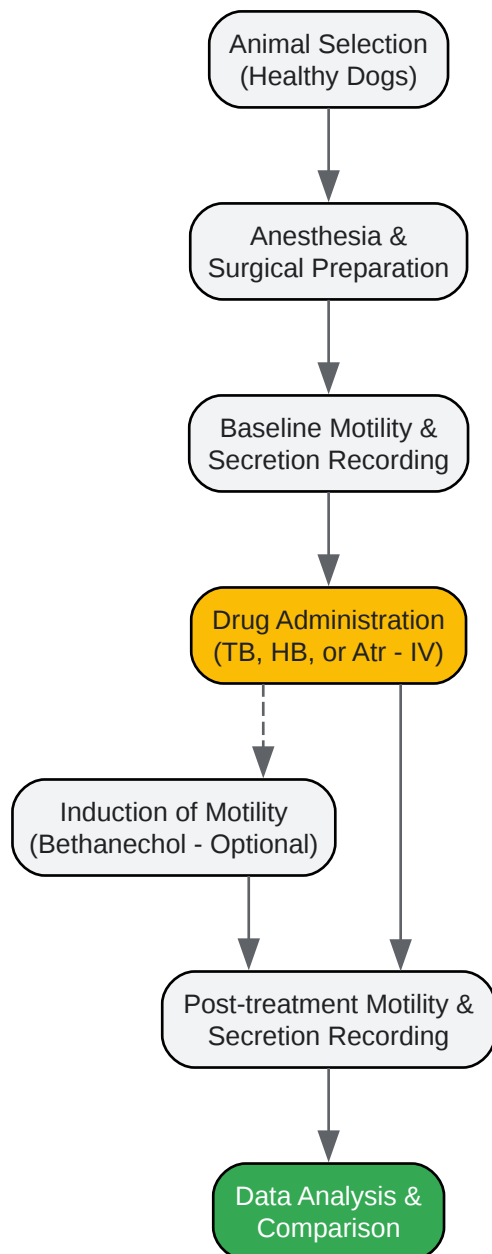 Animal Selection
(Healthy Dogs)
Anesthesia &
Surgical Preparation
Baseline Motility &
Secretion Recording
Drug Administration
(TB, HB, or Atr - IV)
Induction of Motility
(Bethanechol - Optional)
Post-treatment Motility &
Secretion Recording
Data Analysis &
Comparison